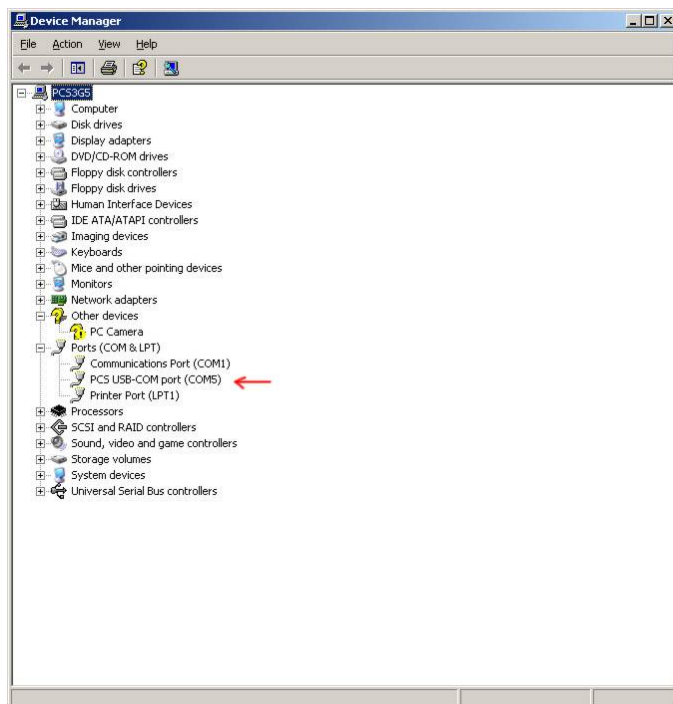 Device Manager
File Action View Help
PCS3G5
Computer
Disk drives
Display adapters
DVD/CD-ROM drives
Floppy disk controllers
Floppy disk drives
Human Interface Devices
IDE ATA/ATAPI controllers
Imaging devices
Keyboards
Mice and other pointing devices
Monitors
Network adapters
Other devices
PC Camera
Ports (COM & LPT)
Communications Port (COM1)
PCS USB-COM port (COM5)
Printer Port (LPT1)
Processors
SCSI and RAID controllers
Sound, video and game controllers
Storage volumes
System devices
Universal Serial Bus controllers